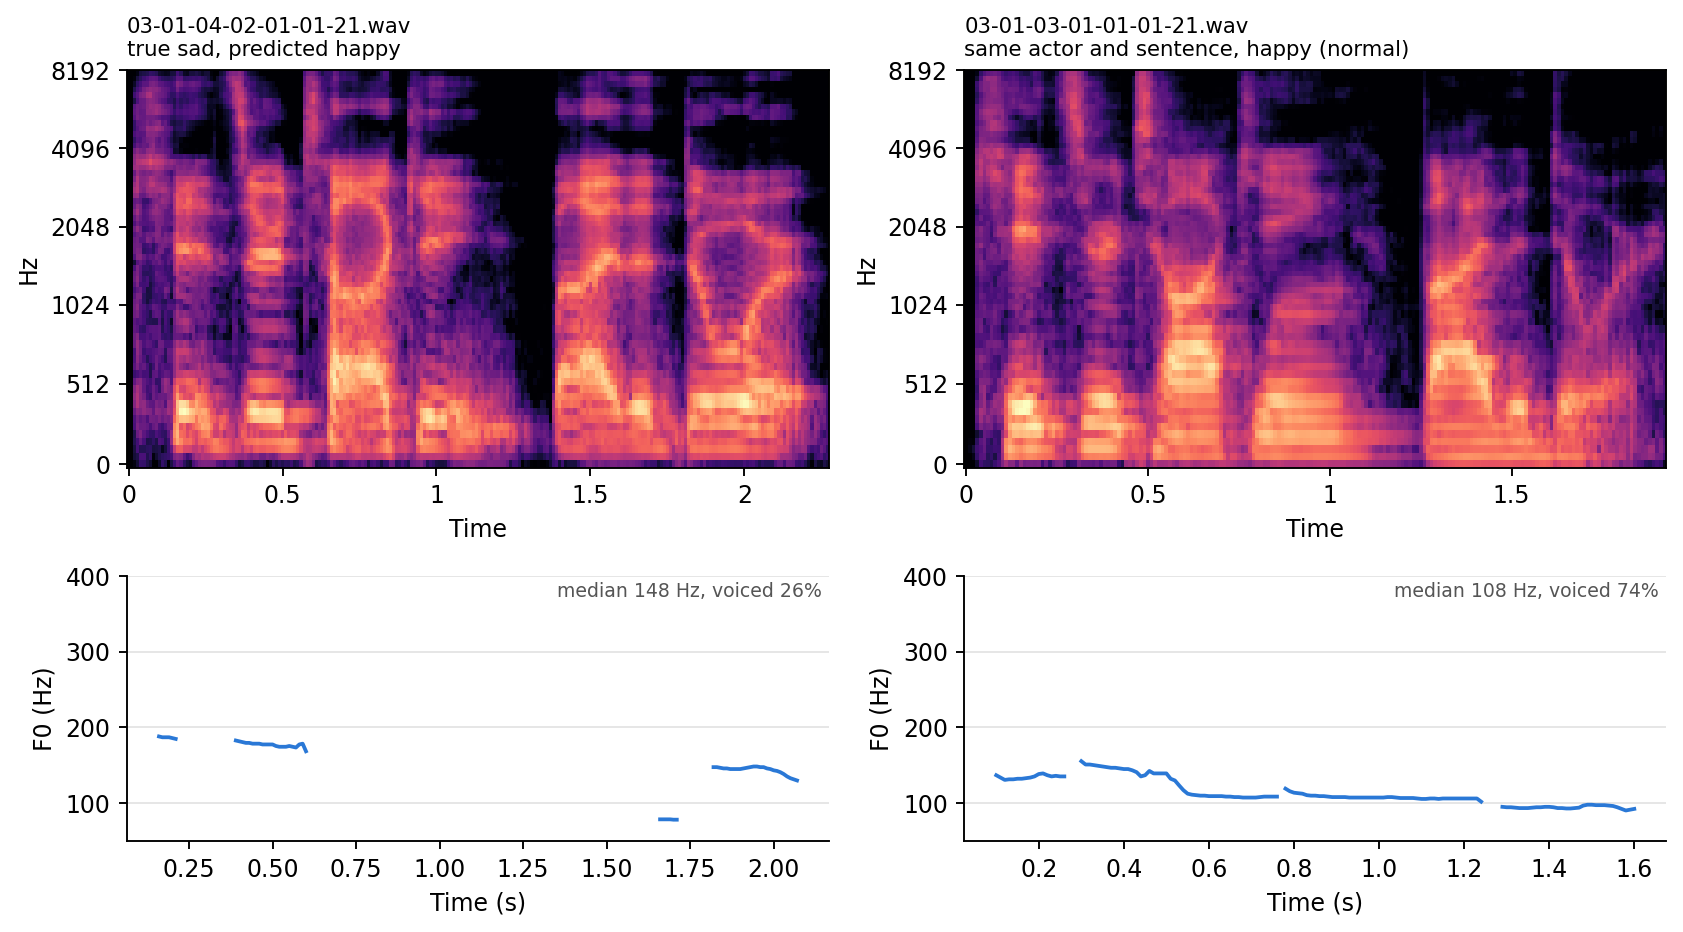 03-01-04-02-01-01-21.wav
true sad, predicted happy
8192
4096
2048
1024
512
0
Hz
0 0.5 1 1.5 2
Time
03-01-03-01-01-01-21.wav
same actor and sentence, happy (normal)
8192
4096
2048
1024
512
0
Hz
0 0.5 1 1.5
Time
400
300
200
100
F0 (Hz)
median 148 Hz, voiced 26%
0.25 0.50 0.75 1.00 1.25 1.50 1.75 2.00
Time (s)
400
300
200
100
F0 (Hz)
median 108 Hz, voiced 74%
0.2 0.4 0.6 0.8 1.0 1.2 1.4 1.6
Time (s)